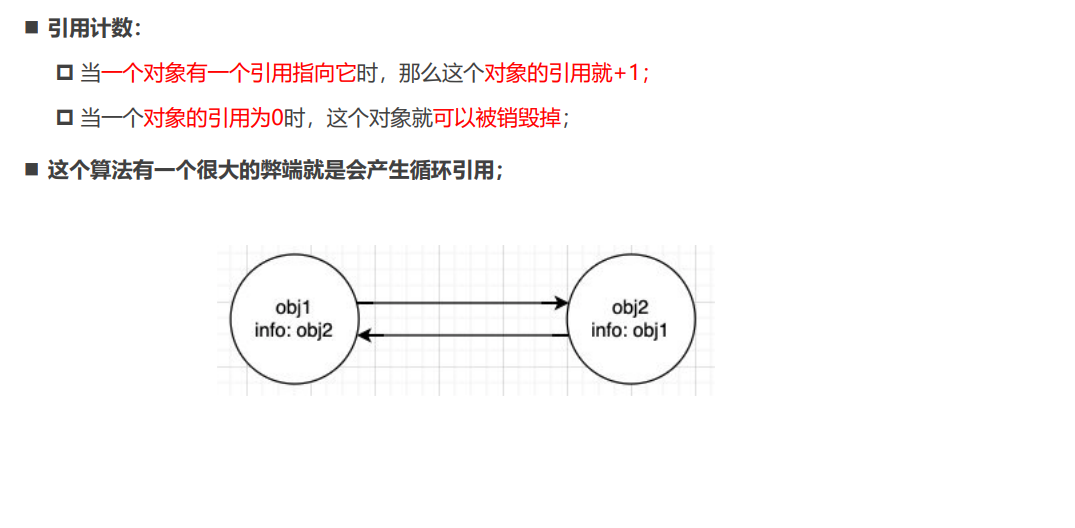 引用计数：
当一个对象有一个引用指向它时，那么这个对象的引用就+1；
当一个对象的引用为0时，这个对象就可以被销毁掉；
这个算法有一个很大的弊端就是会产生循环引用；
obj1
info: obj2
obj2
info: obj1